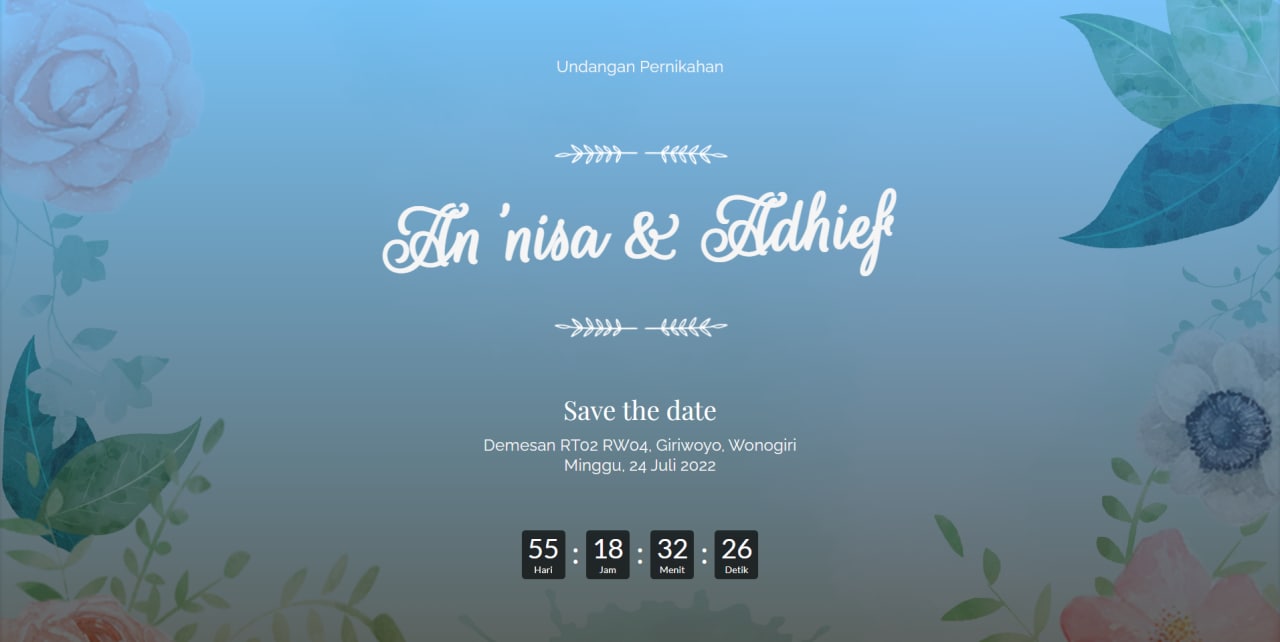 Undangan Pernikahan
An 'nisa & Adhief
Save the date
Demesan RT02 RW04, Giriwoyo, Wonogiri
Minggu, 24 Juli 2022
55 : 18 : 32 : 26
Hari Jam Menit Detik